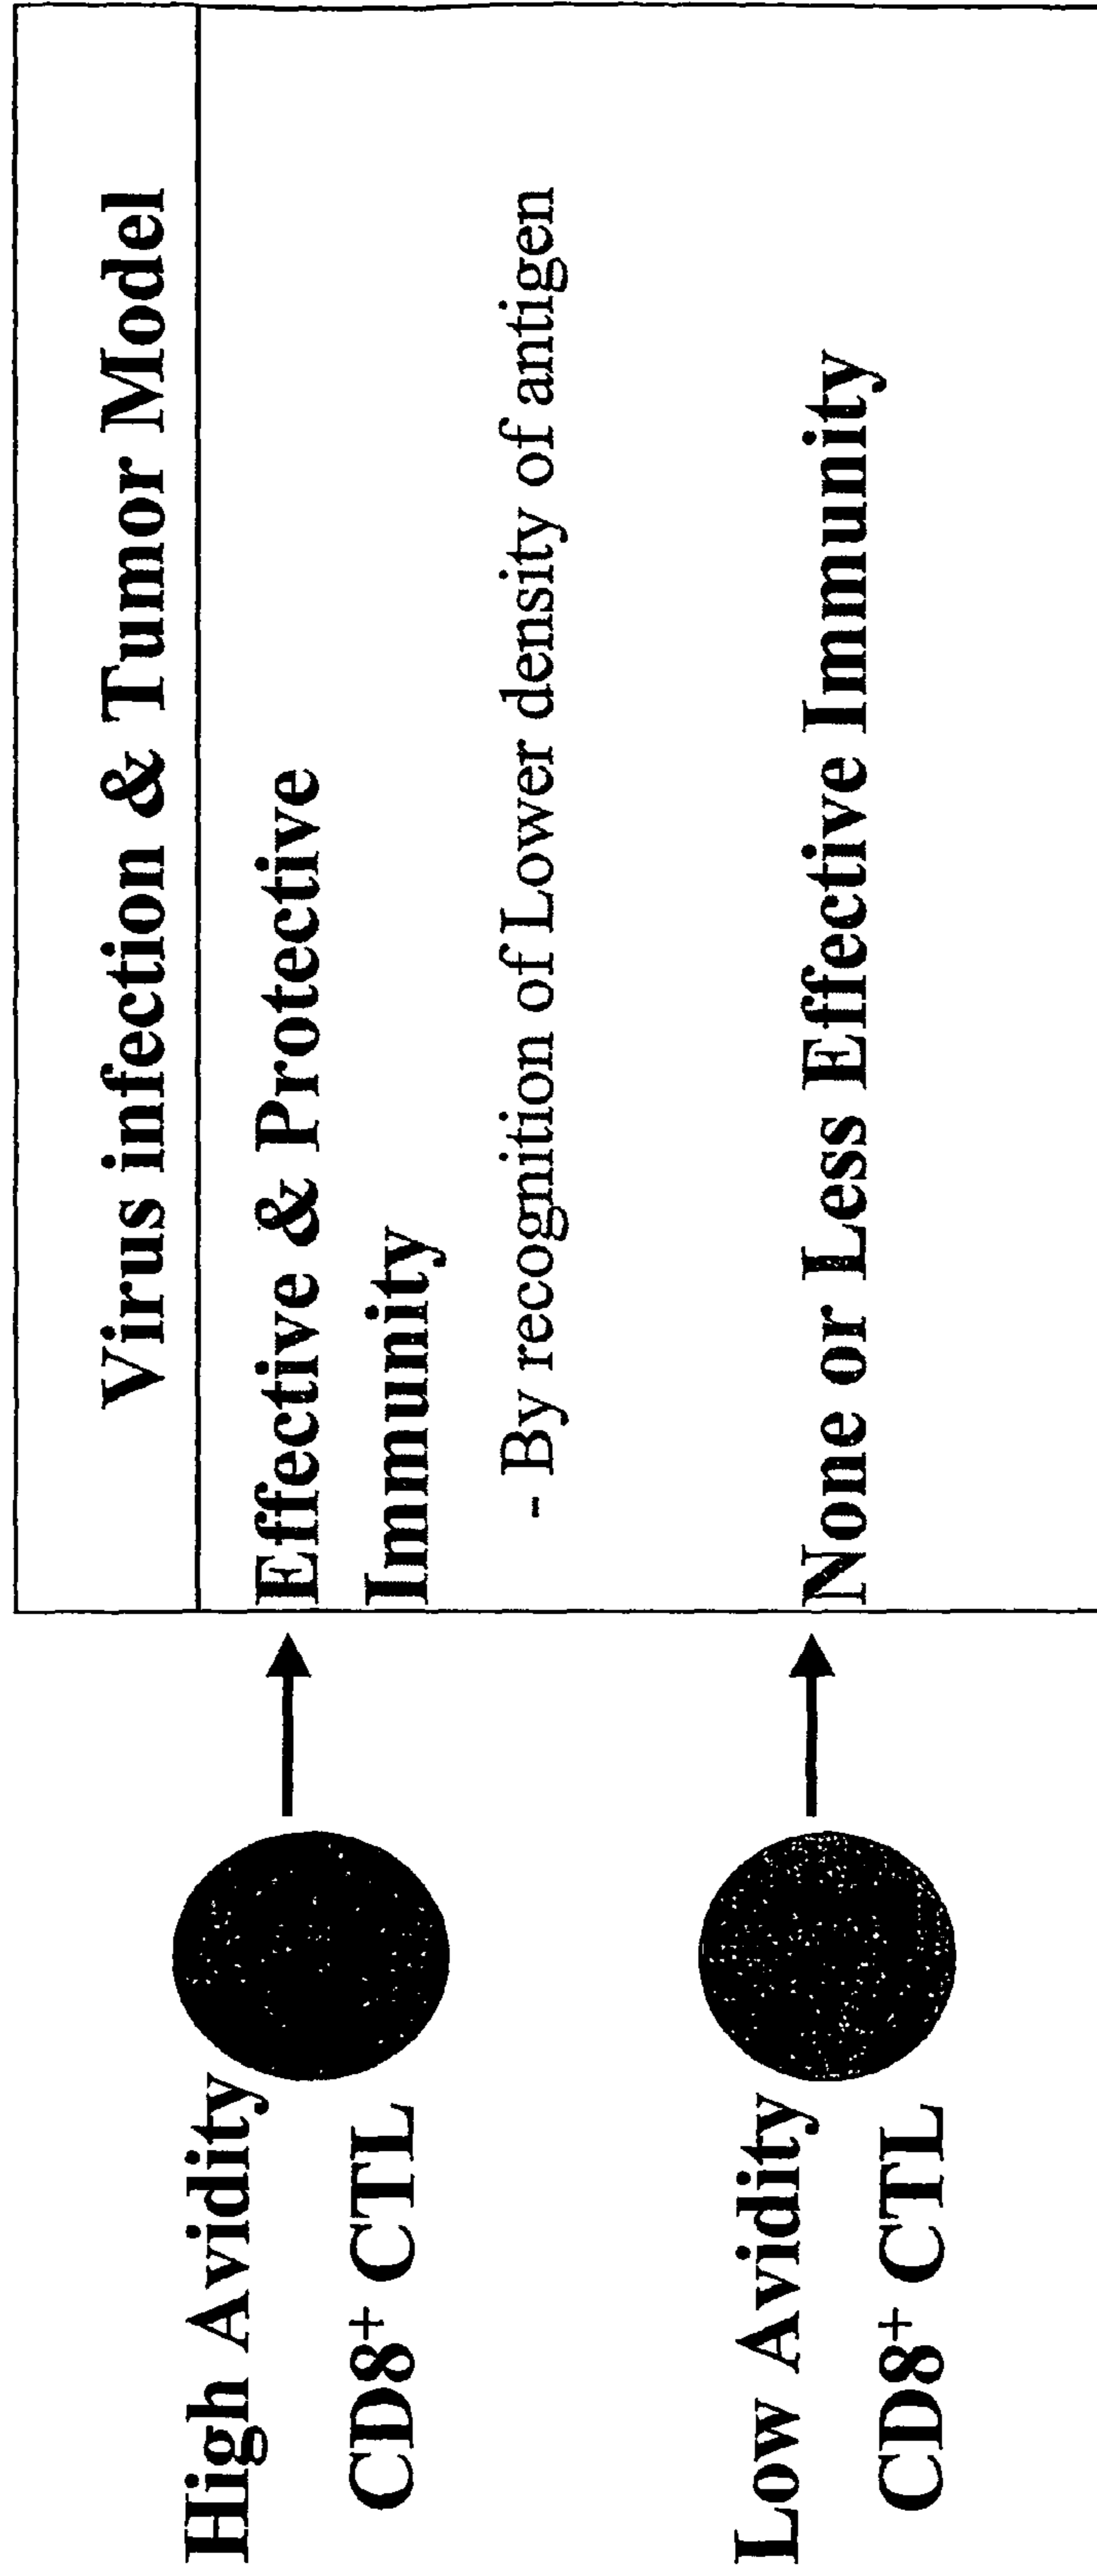 Virus infection & Tumor Model
High Avidity
CD8+ CTL
Effective & Protective
Immunity
- By recognition of Lower density of antigen
Low Avidity
CD8+ CTL
None or Less Effective Immunity